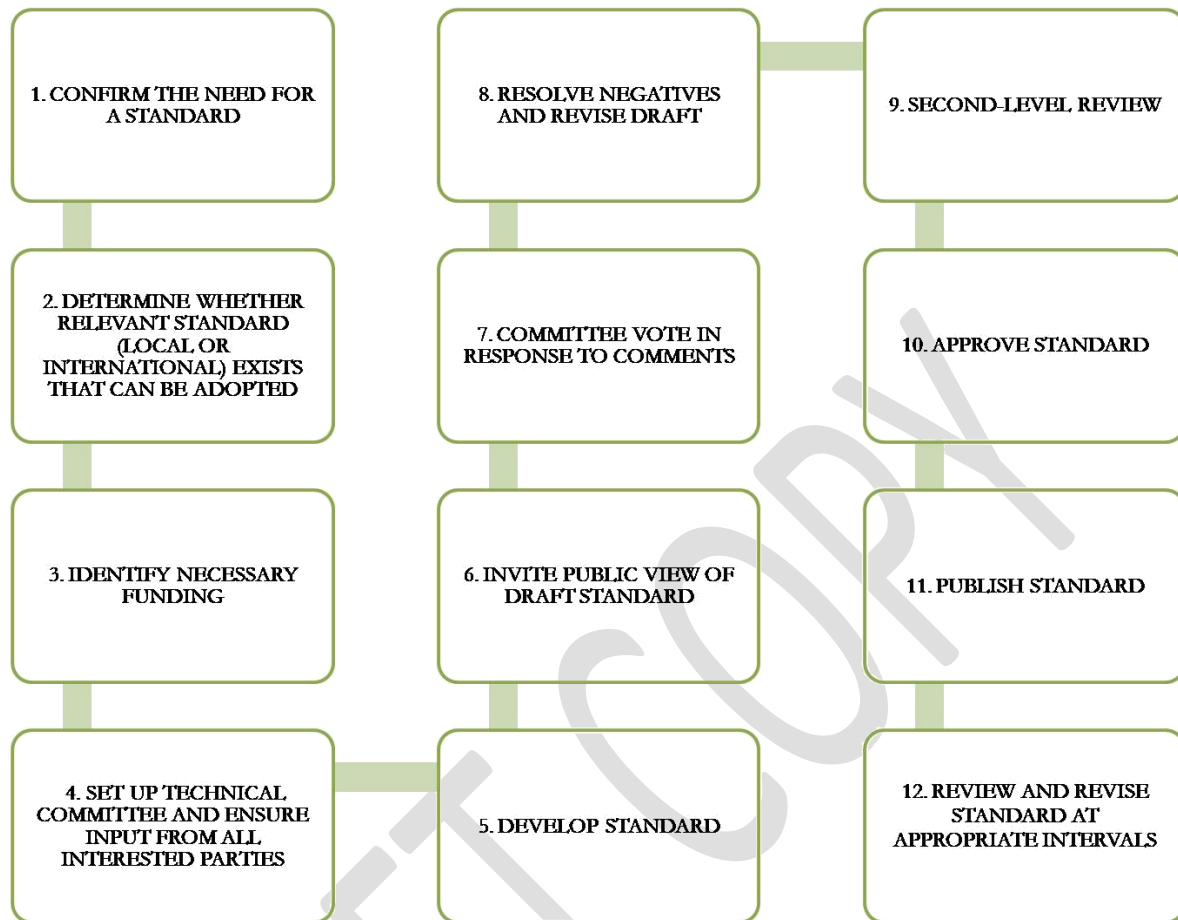 1. CONFIRM THE NEED FOR
A STANDARD
2. DETERMINE WHETHER
RELEVANT STANDARD
(LOCAL OR
INTERNATIONAL) EXISTS
THAT CAN BE ADOPTED
3. IDENTIFY NECESSARY
FUNDING
4. SET UP TECHNICAL
COMMITTEE AND ENSURE
INPUT FROM ALL
INTERESTED PARTIES
5. DEVELOP STANDARD
6. INVITE PUBLIC VIEW OF
DRAFT STANDARD
7. COMMITTEE VOTE IN
RESPONSE TO COMMENTS
8. RESOLVE NEGATIVES
AND REVISE DRAFT
9. SECOND-LEVEL REVIEW
10. APPROVE STANDARD
11. PUBLISH STANDARD
12. REVIEW AND REVISE
STANDARD AT
APPROPRIATE INTERVALS
COPY